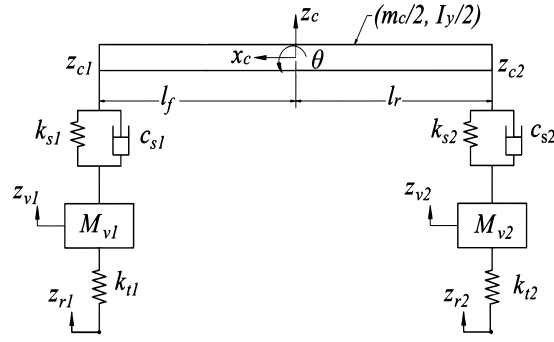 z_c
(m_c/2, I_y/2)
z_c1
x_c
θ
z_c2
l_f
l_r
k_s1
c_s1
k_s2
c_s2
z_v1
M_v1
z_v2
M_v2
k_t1
k_t2
z_r1
z_r2